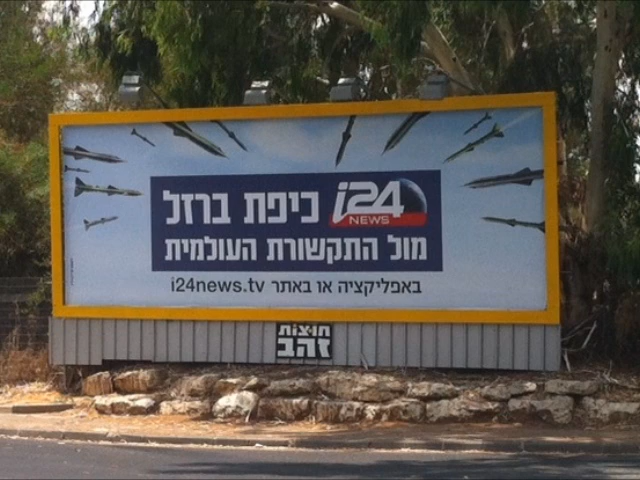 i24 NEWS כיפת ברזל
מול התקשורת העולמית
באפליקציה או באתר i24news.tv
חוצות
זהב